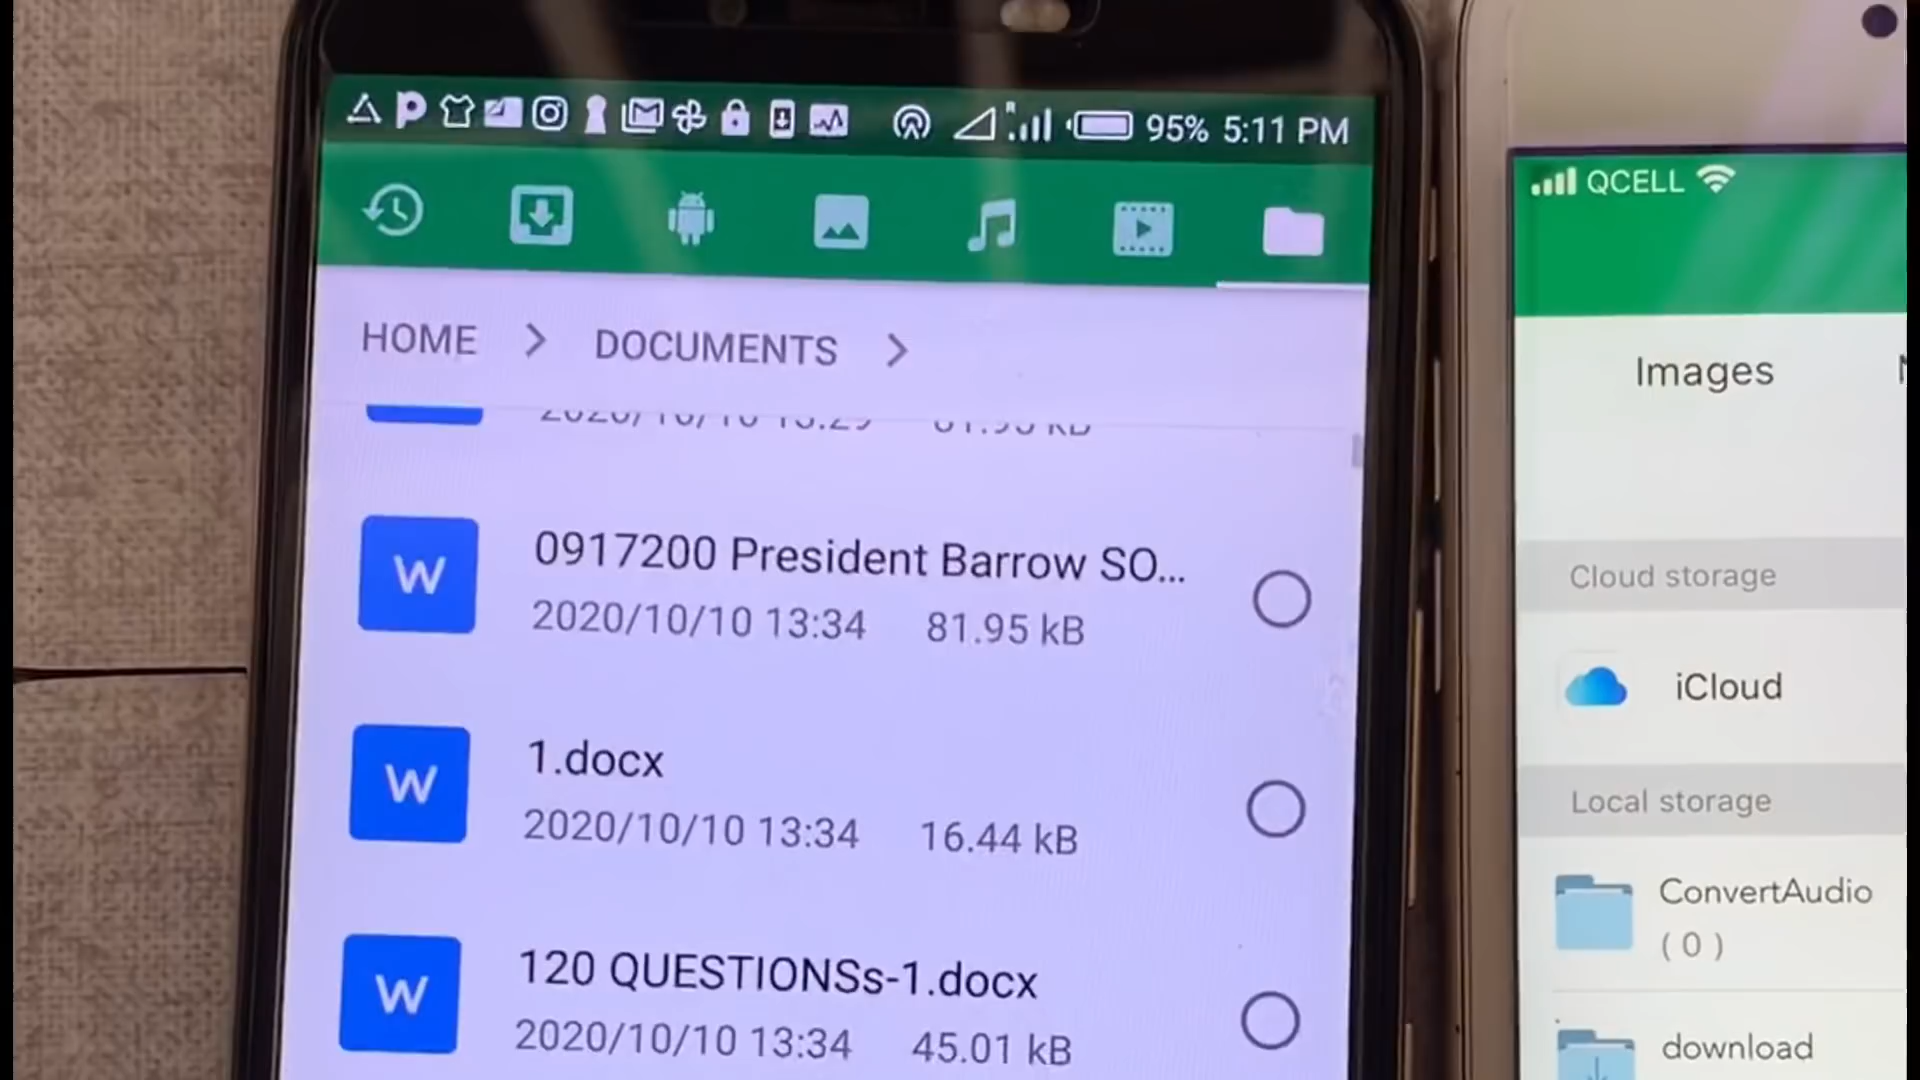 95% 5:11 PM
HOME > DOCUMENTS >
W
0917200 President Barrow SO...
2020/10/10 13:34 81.95 kB
W
1.docx
2020/10/10 13:34 16.44 kB
W
120 QUESTIONSs-1.docx
2020/10/10 13:34 45.01 kB
QCELL
Images
Cloud storage
iCloud
Local storage
ConvertAudio
( 0 )
download